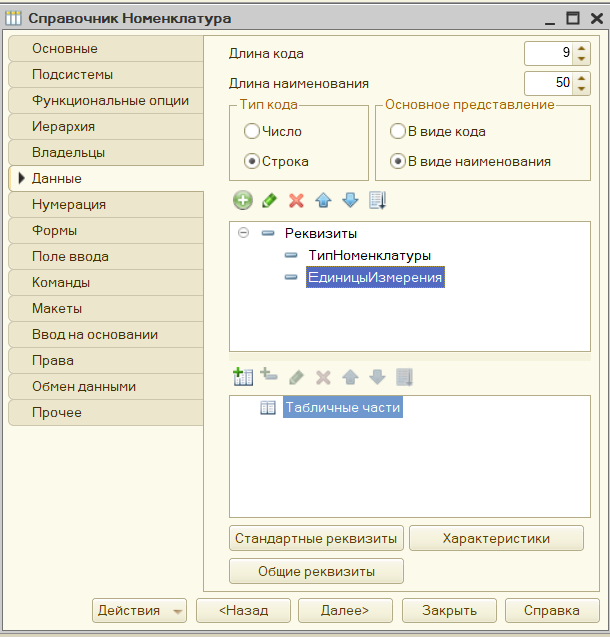 Справочник Номенклатура
Основные
Подсистемы
Функциональные опции
Иерархия
Владельцы
Данные
Нумерация
Формы
Поле ввода
Команды
Макеты
Ввод на основании
Права
Обмен данными
Прочее
Длина кода 9
Длина наименования 50
Тип кода
Число
Строка
Основное представление
В виде кода
В виде наименования
Реквизиты
ТипНоменклатуры
ЕдиницыИзмерения
Табличные части
Стандартные реквизиты Характеристики
Общие реквизиты
Действия <Назад Далее> Закрыть Справка